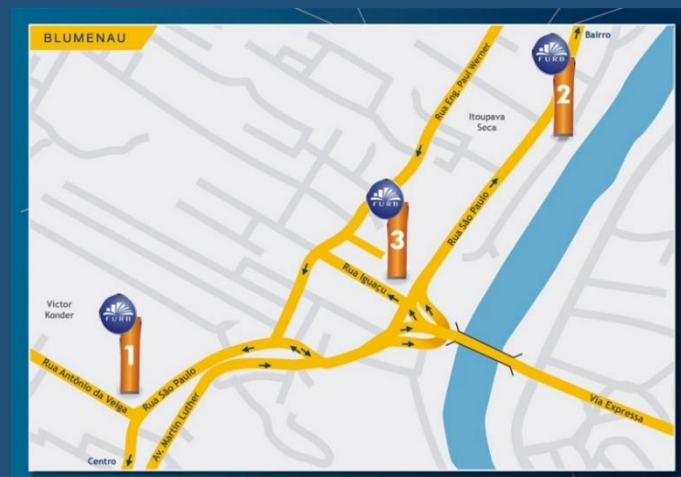 BLUMENAU
Bairro
FURB
2
Rua Eng. Paul Werner
Itoupava
Seca
FURB
3
Rua São Paulo
Rua Iguaçu
Victor
Konder
FURB
1
Rua Antônio da Veiga
Rua São Paulo
Av. Martin Luther
Via Expressa
Centro